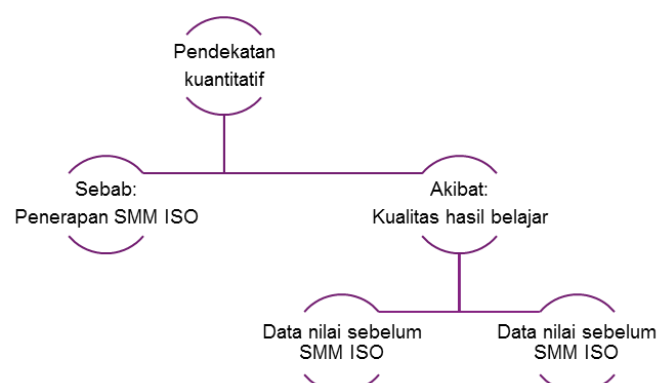 Pendekatan
kuantitatif
Sebab:
Penerapan SMM ISO
Akibat:
Kualitas hasil belajar
Data nilai sebelum
SMM ISO
Data nilai sebelum
SMM ISO